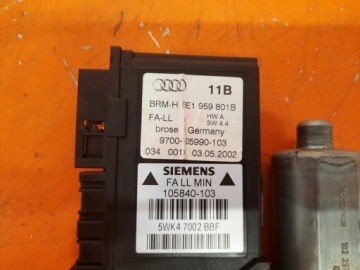 11B
BRM-H 8E1 959 801B
FA-LL HW A
SW 4.4
brose Germany
9700-05990-103
034 001 03.05.2002
SIEMENS
FA LL MIN
105840-103
5WK4 7002 BBF